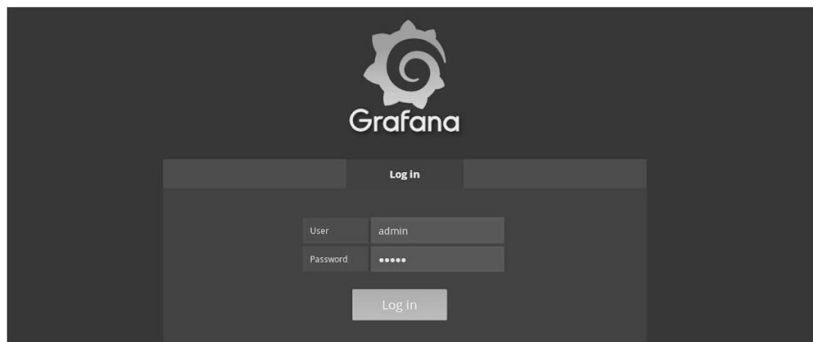 Grafana
Log in
User admin
Password •••••
Log in